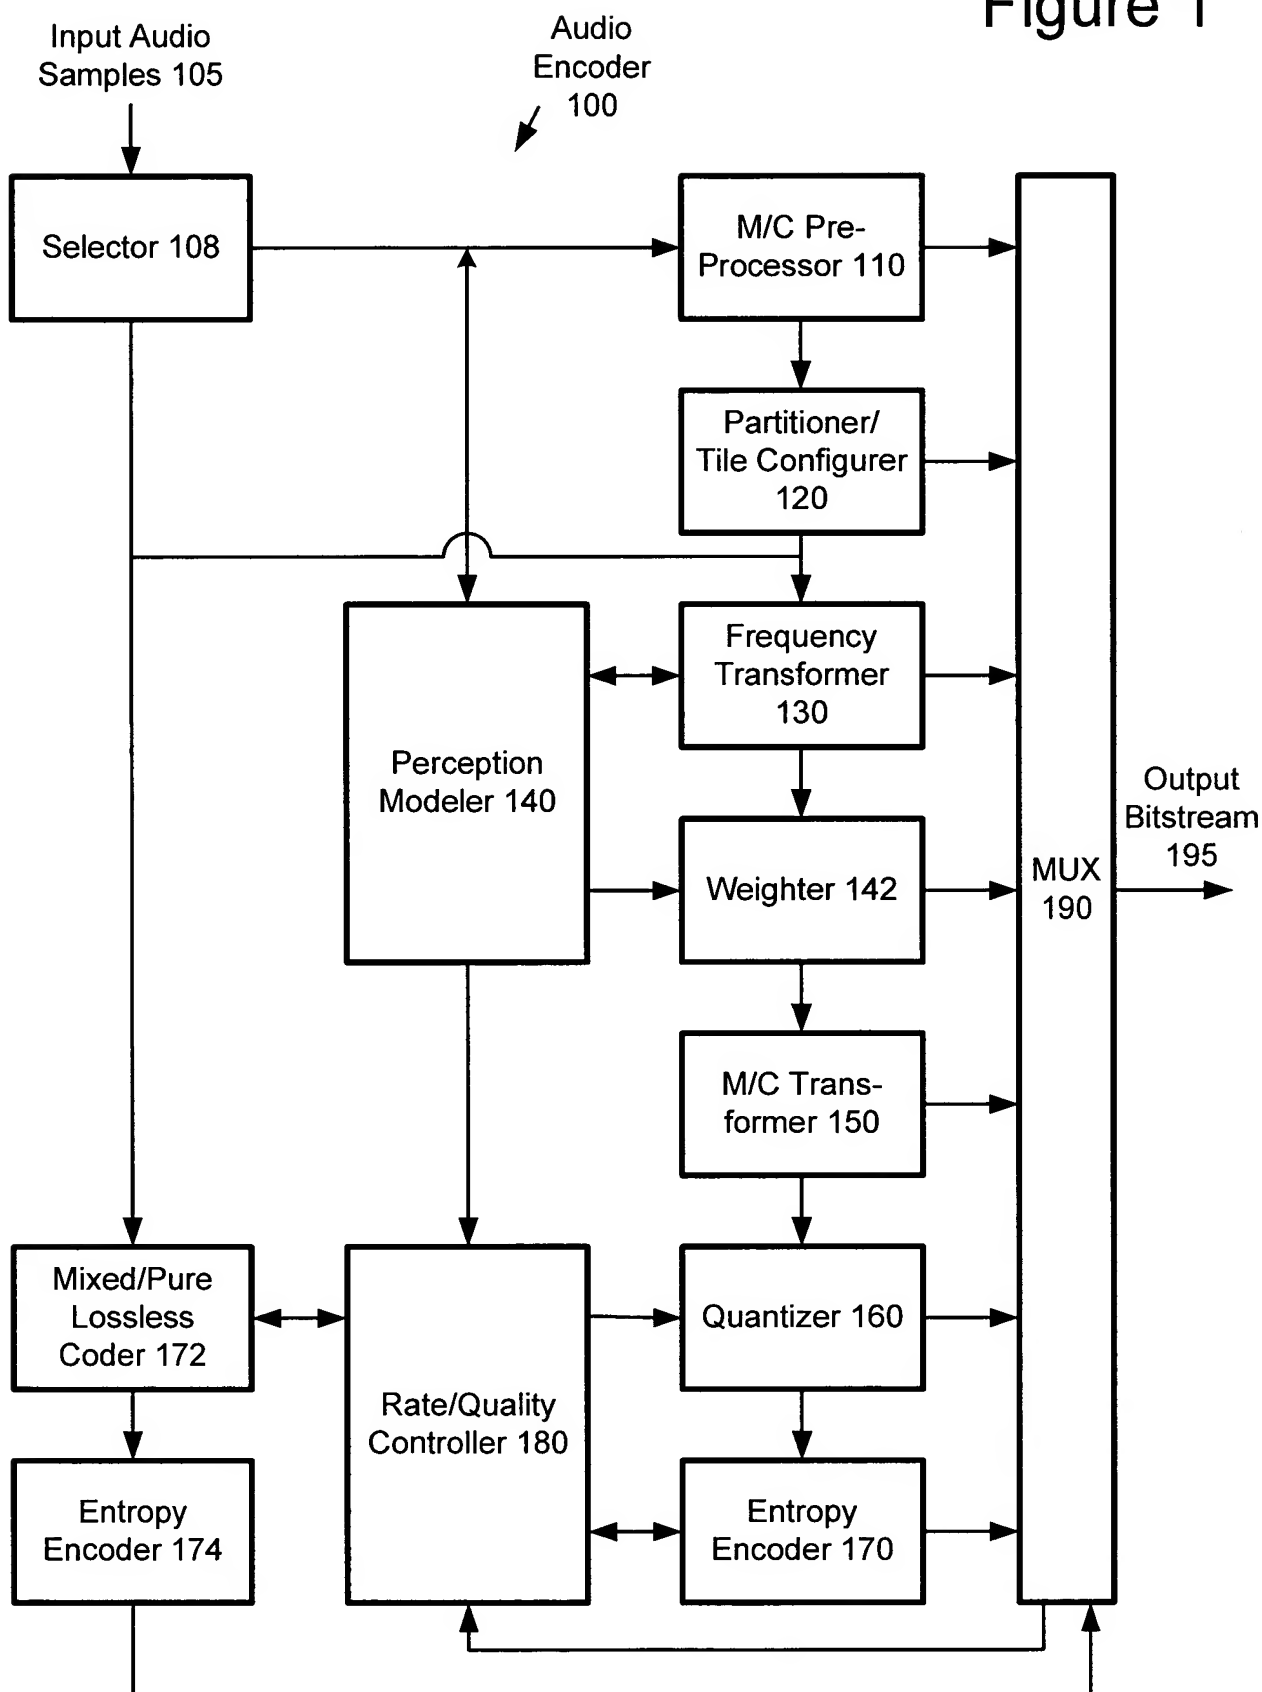 Figure 1
Input Audio
Samples 105
Audio
Encoder
100
Selector 108
M/C Pre-
Processor 110
Partitioner/
Tile Configurer
120
Frequency
Transformer
130
Perception
Modeler 140
Weighter 142
MUX
190
Output
Bitstream
195
M/C Trans-
former 150
Mixed/Pure
Lossless
Coder 172
Rate/Quality
Controller 180
Quantizer 160
Entropy
Encoder 174
Entropy
Encoder 170